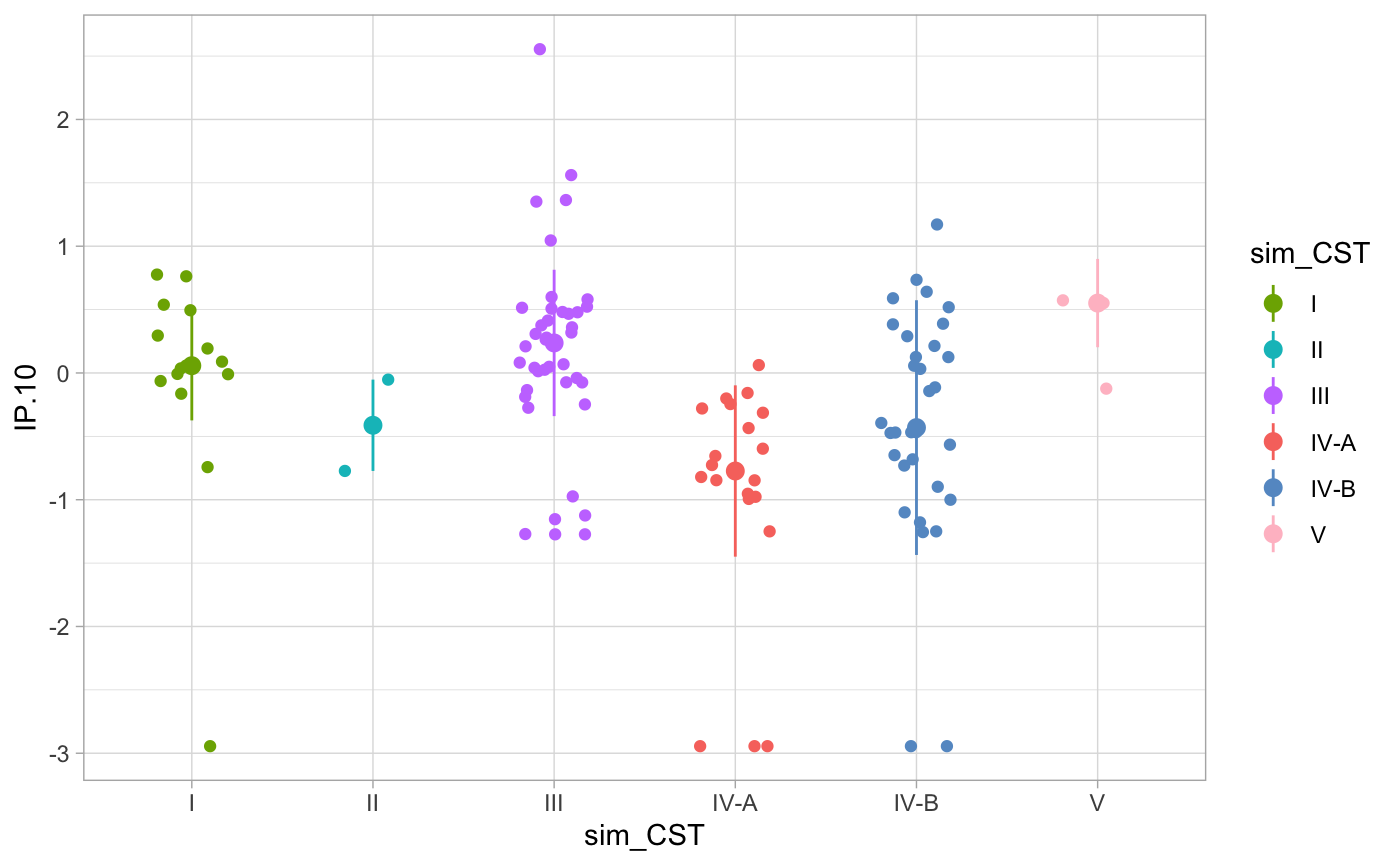 IP.10
2
1
0
-1
-2
-3
I II III IV-A IV-B V
sim_CST
sim_CST
I
II
III
IV-A
IV-B
V